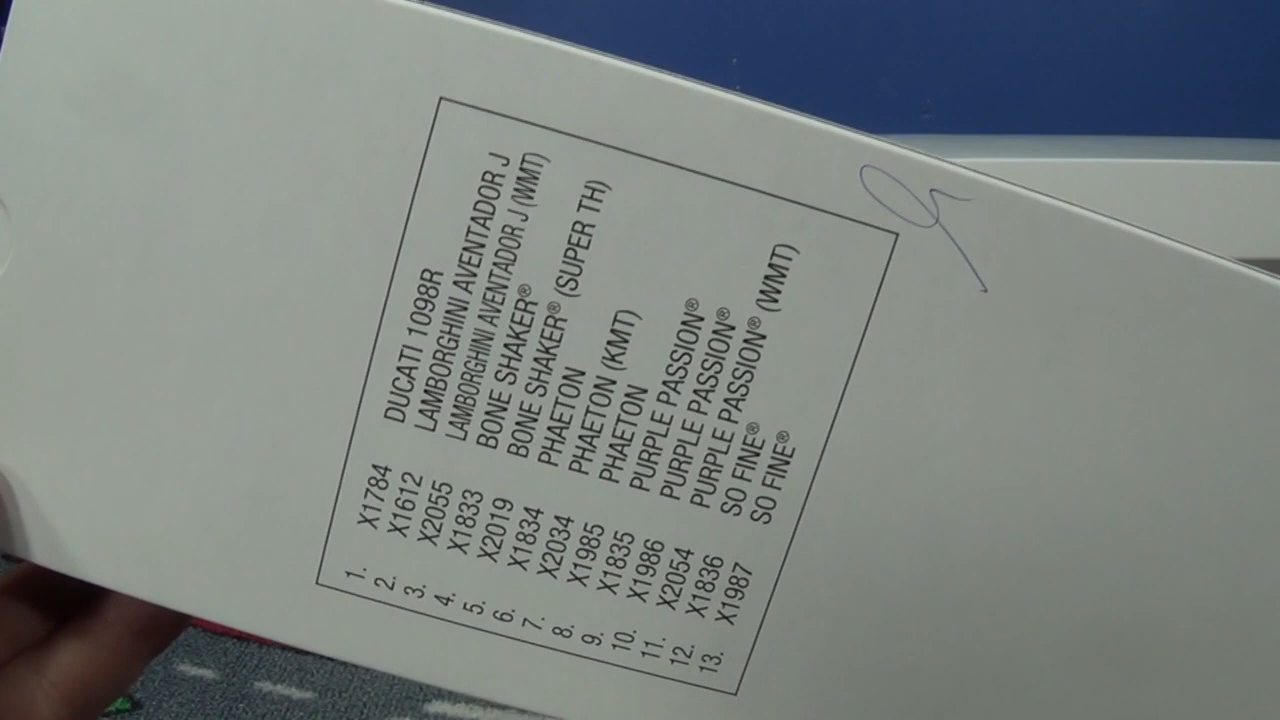 1. X1784 DUCATI 1098R
2. X1612 LAMBORGHINI AVENTADOR J
3. X2055 LAMBORGHINI AVENTADOR J (WMT)
4. X1833 BONE SHAKER®
5. X2019 BONE SHAKER® (SUPER TH)
6. X1834 PHAETON
7. X2034 PHAETON (KMT)
8. X1985 PHAETON
9. X1835 PURPLE PASSION®
10. X1986 PURPLE PASSION®
11. X2054 PURPLE PASSION® (WMT)
12. X1836 SO FINE®
13. X1987 SO FINE®